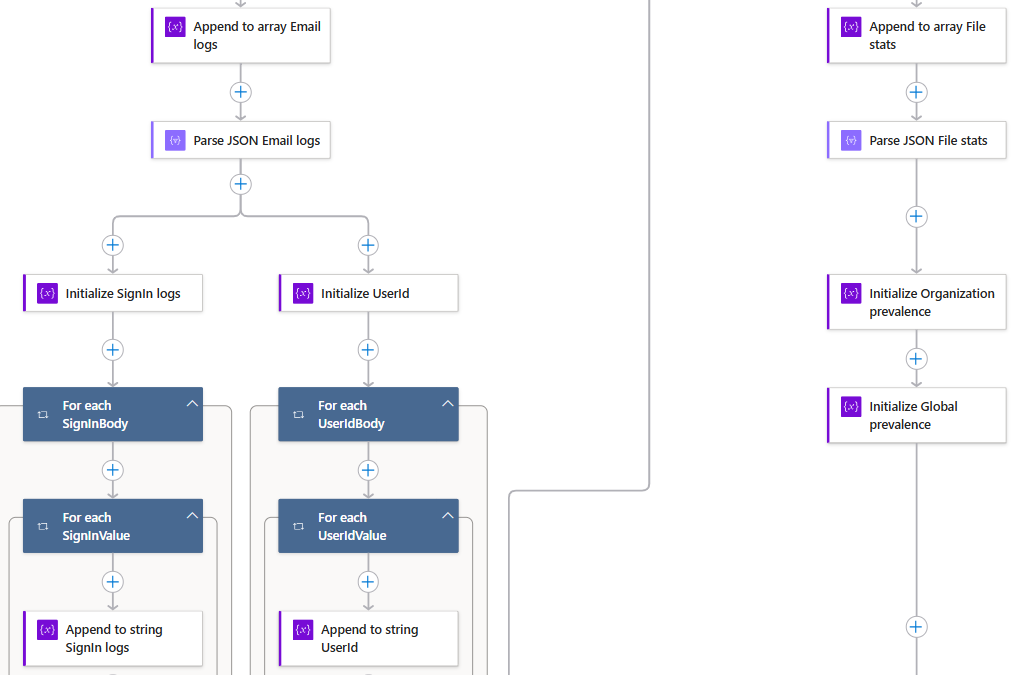 Append to array Email
logs
Append to array File
stats
Parse JSON Email logs
Parse JSON File stats
Initialize SignIn logs
Initialize UserId
Initialize Organization
prevalence
For each
SignInBody
For each
UserIdBody
Initialize Global
prevalence
For each
SignInValue
For each
UserIdValue
Append to string
SignIn logs
Append to string
UserId